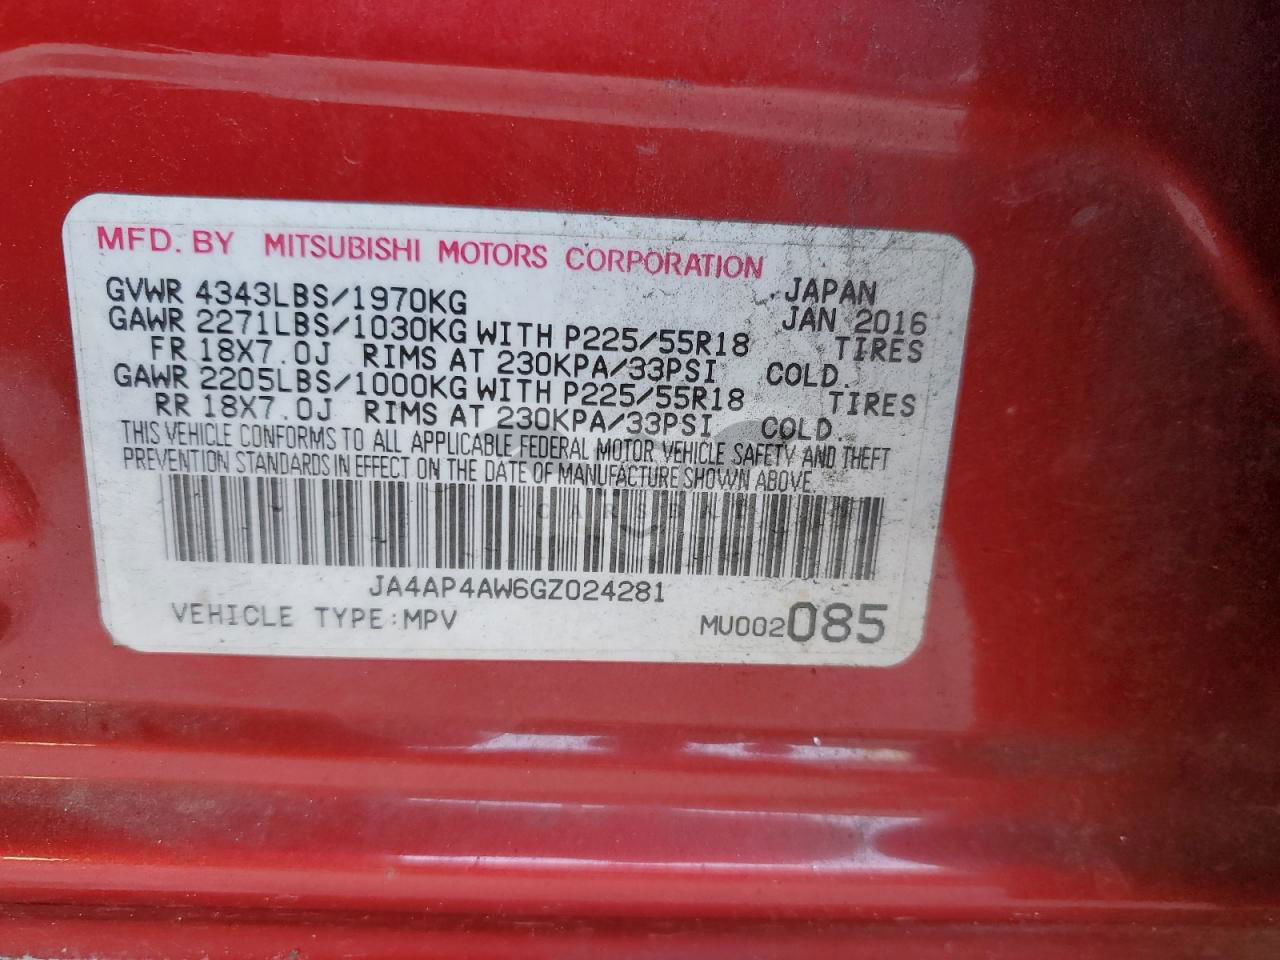 MFD. BY MITSUBISHI MOTORS CORPORATION
GVWR 4343LBS/1970KG JAPAN
JAN 2016
GAWR 2271LBS/1030KG WITH P225/55R18 TIRES
FR 18X7.0J RIMS AT 230KPA/33PSI COLD.
GAWR 2205LBS/1000KG WITH P225/55R18 TIRES
RR 18X7.0J RIMS AT 230KPA/33PSI COLD.
THIS VEHICLE CONFORMS TO ALL APPLICABLE FEDERAL MOTOR VEHICLE SAFETY AND THEFT
PREVENTION STANDARDS IN EFFECT ON THE DATE OF MANUFACTURE SHOWN ABOVE.
JA4AP4AW6GZ024281
VEHICLE TYPE:MPV MU002085